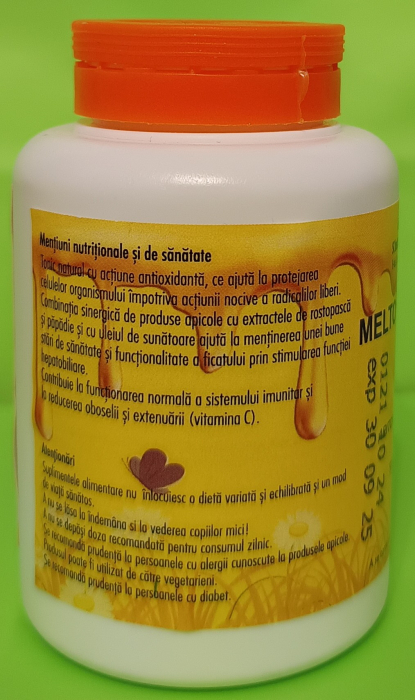 Mențiuni nutriționale și de sănătate
Tonic natural cu acțiune antioxidantă, ce ajută la protejarea
celulelor organismului împotriva acțiunii nocive a radicalilor liberi.
Combinația sinergică de produse apicole cu extractele de rostopască
și păpădie și cu uleiul de sunătoare ajută la menținerea unei bune
stări de sănătate și funcționalitate a ficatului prin stimularea funcției
hepatobiliare.
Contribuie la funcționarea normală a sistemului imunitar și
la reducerea oboselii și extenuării (vitamina C).
Atenționări
Suplimentele alimentare nu înlocuiesc o dietă variată și echilibrată și un mod
de viață sănătos.
A nu se lăsa la îndemâna si la vederea copiilor mici!
A nu se depăși doza recomandată pentru consumul zilnic.
Se recomandă prudență la persoanele cu alergii cunoscute la produsele apicole.
Produsul poate fi utilizat de către vegetarieni.
Se recomandă prudență la persoanele cu diabet.
MELTO
0121
24
exp 30 09 25